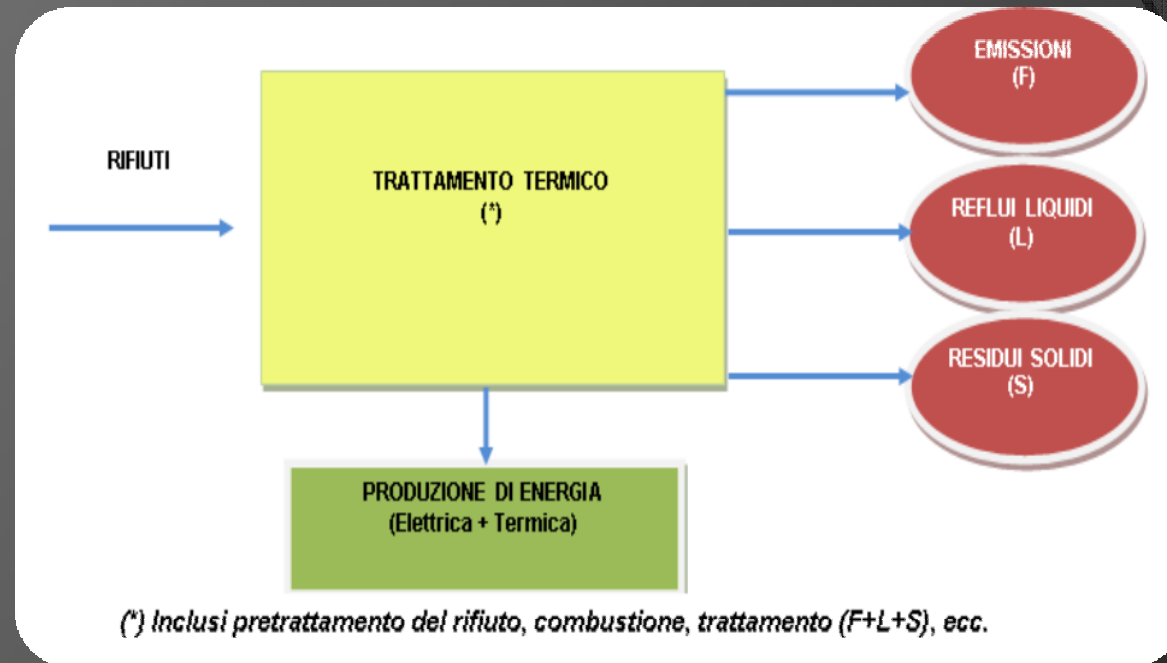 RIFIUTI
TRATTAMENTO TERMICO
(*)
EMISSIONI
(F)
REFLUI LIQUIDI
(L)
RESIDUI SOLIDI
(S)
PRODUZIONE DI ENERGIA
(Elettrica + Termica)
(*) Inclusi pretrattamento del rifiuto, combustione, trattamento (F+L+S), ecc.